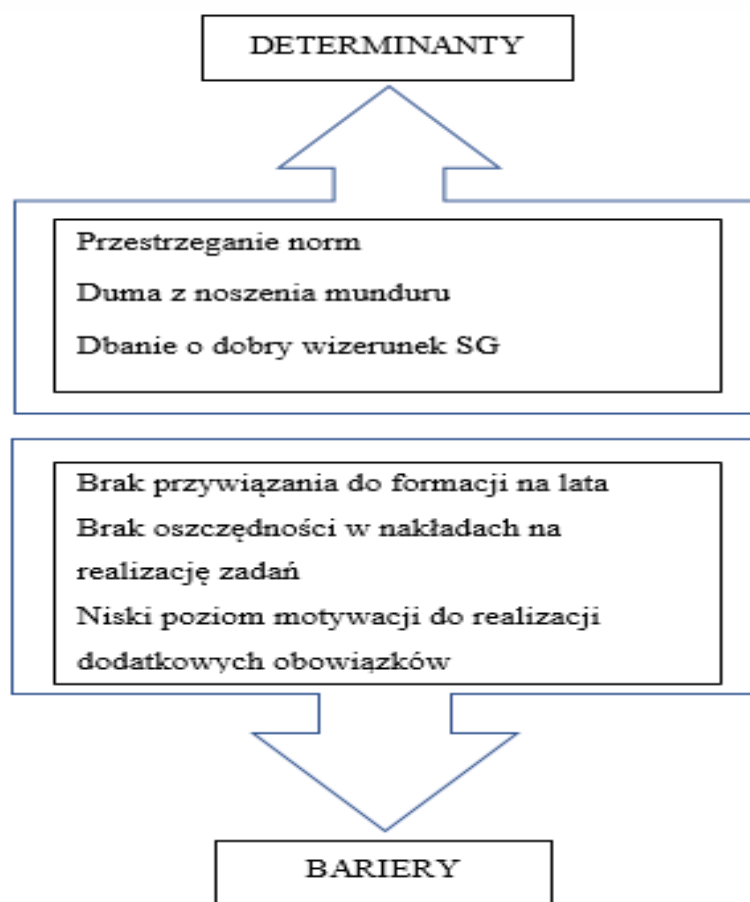 DETERMINANTY
Przestrzeganie norm
Duma z noszenia munduru
Dbanie o dobry wizerunek SG
Brak przywiązania do formacji na lata
Brak oszczędności w nakładach na
realizację zadań
Niski poziom motywacji do realizacji
dodatkowych obowiązków
BARIERY